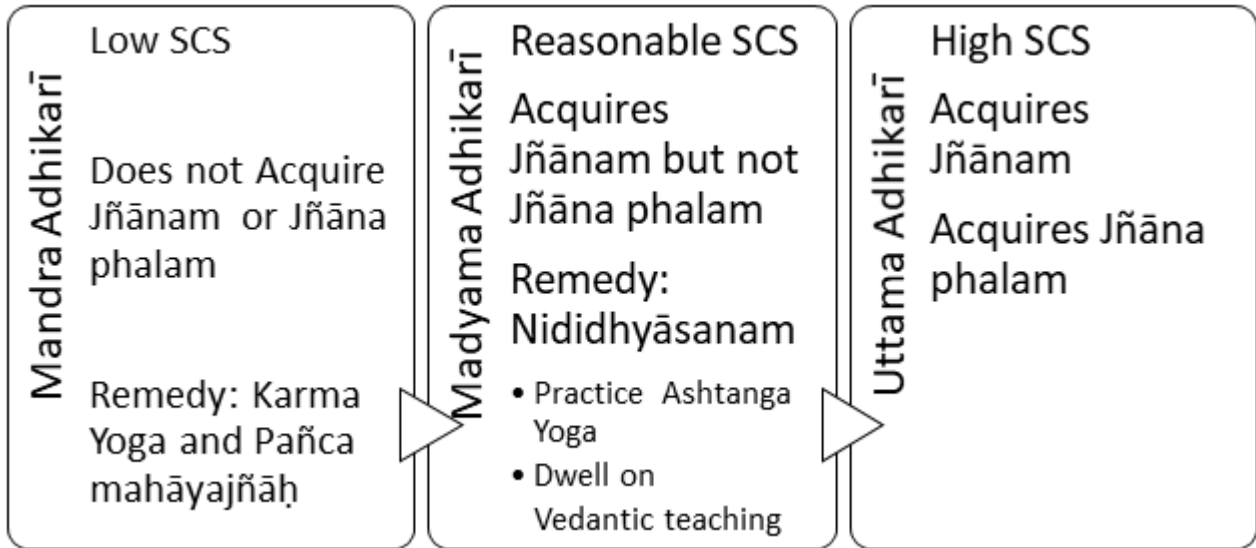 Mandra Adhikarī
Low SCS
Does not Acquire
Jñānam or Jñāna
phalam
Remedy: Karma
Yoga and Pañca
mahāyajñāḥ
Madyama Adhikarī
Reasonable SCS
Acquires
Jñānam but not
Jñāna phalam
Remedy:
Nididhyāsanam
• Practice Ashtanga
Yoga
• Dwell on
Vedantic teaching
Uttama Adhikarī
High SCS
Acquires
Jñānam
Acquires Jñāna
phalam